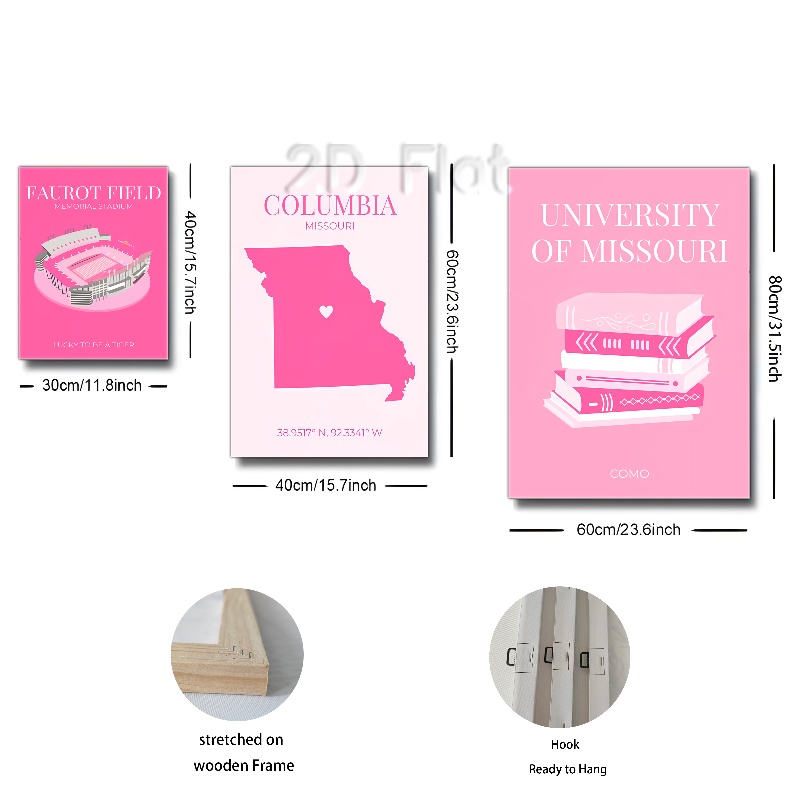 2D Flat
FAUROT FIELD
MEMORIAL STADIUM
LUCKY TO BE A TIGER
40cm/15.7inch
30cm/11.8inch
COLUMBIA
MISSOURI
38.9517° N, 92.3341° W
60cm/23.6inch
40cm/15.7inch
UNIVERSITY
OF MISSOURI
COMO
80cm/31.5inch
60cm/23.6inch
stretched on
wooden Frame
Hook
Ready to Hang